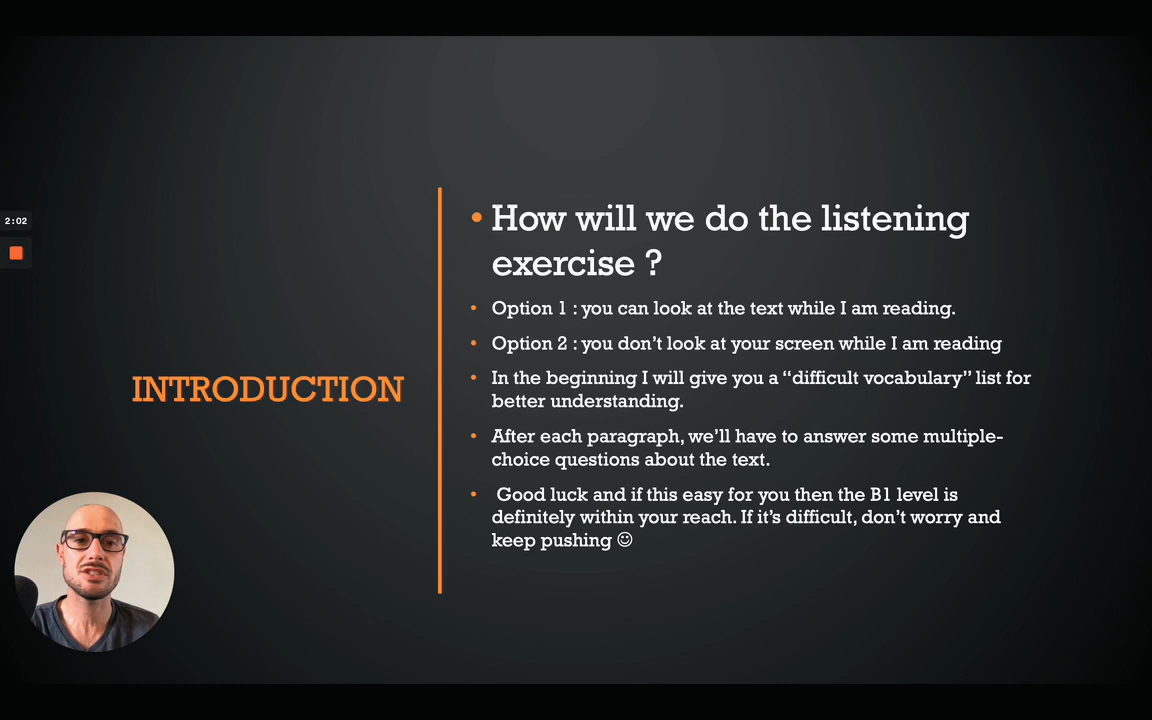 2:02
INTRODUCTION
• How will we do the listening
exercise ?
• Option 1 : you can look at the text while I am reading.
• Option 2 : you don’t look at your screen while I am reading
• In the beginning I will give you a “difficult vocabulary” list for
better understanding.
• After each paragraph, we’ll have to answer some multiple-
choice questions about the text.
• Good luck and if this easy for you then the B1 level is
definitely within your reach. If it’s difficult, don’t worry and
keep pushing ☺